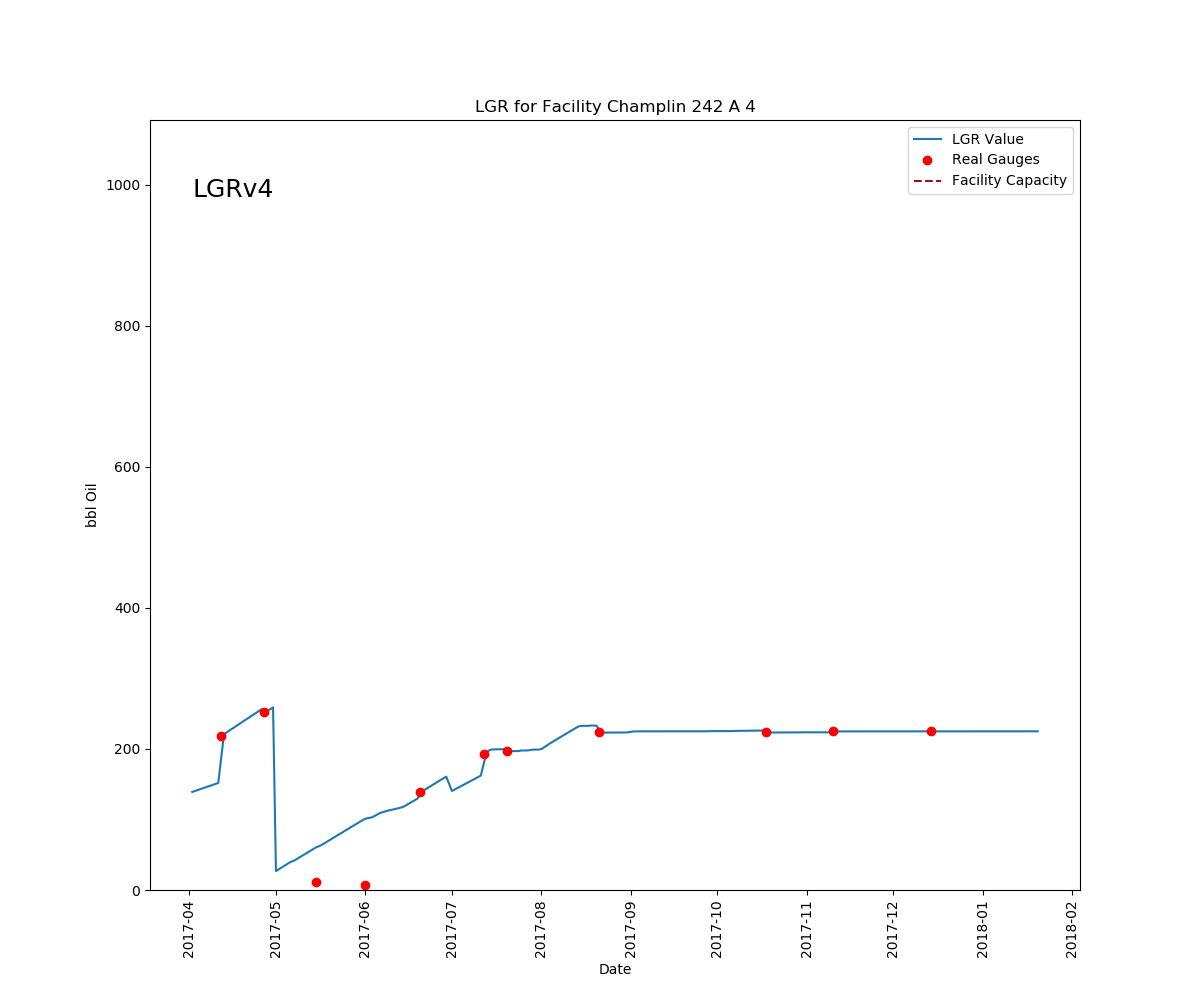 LGR for Facility Champlin 242 A 4
LGR Value
Real Gauges
Facility Capacity
LGRv4
1000
800
600
400
200
0
bbl Oil
2017-04
2017-05
2017-06
2017-07
2017-08
2017-09
2017-10
2017-11
2017-12
2018-01
2018-02
Date